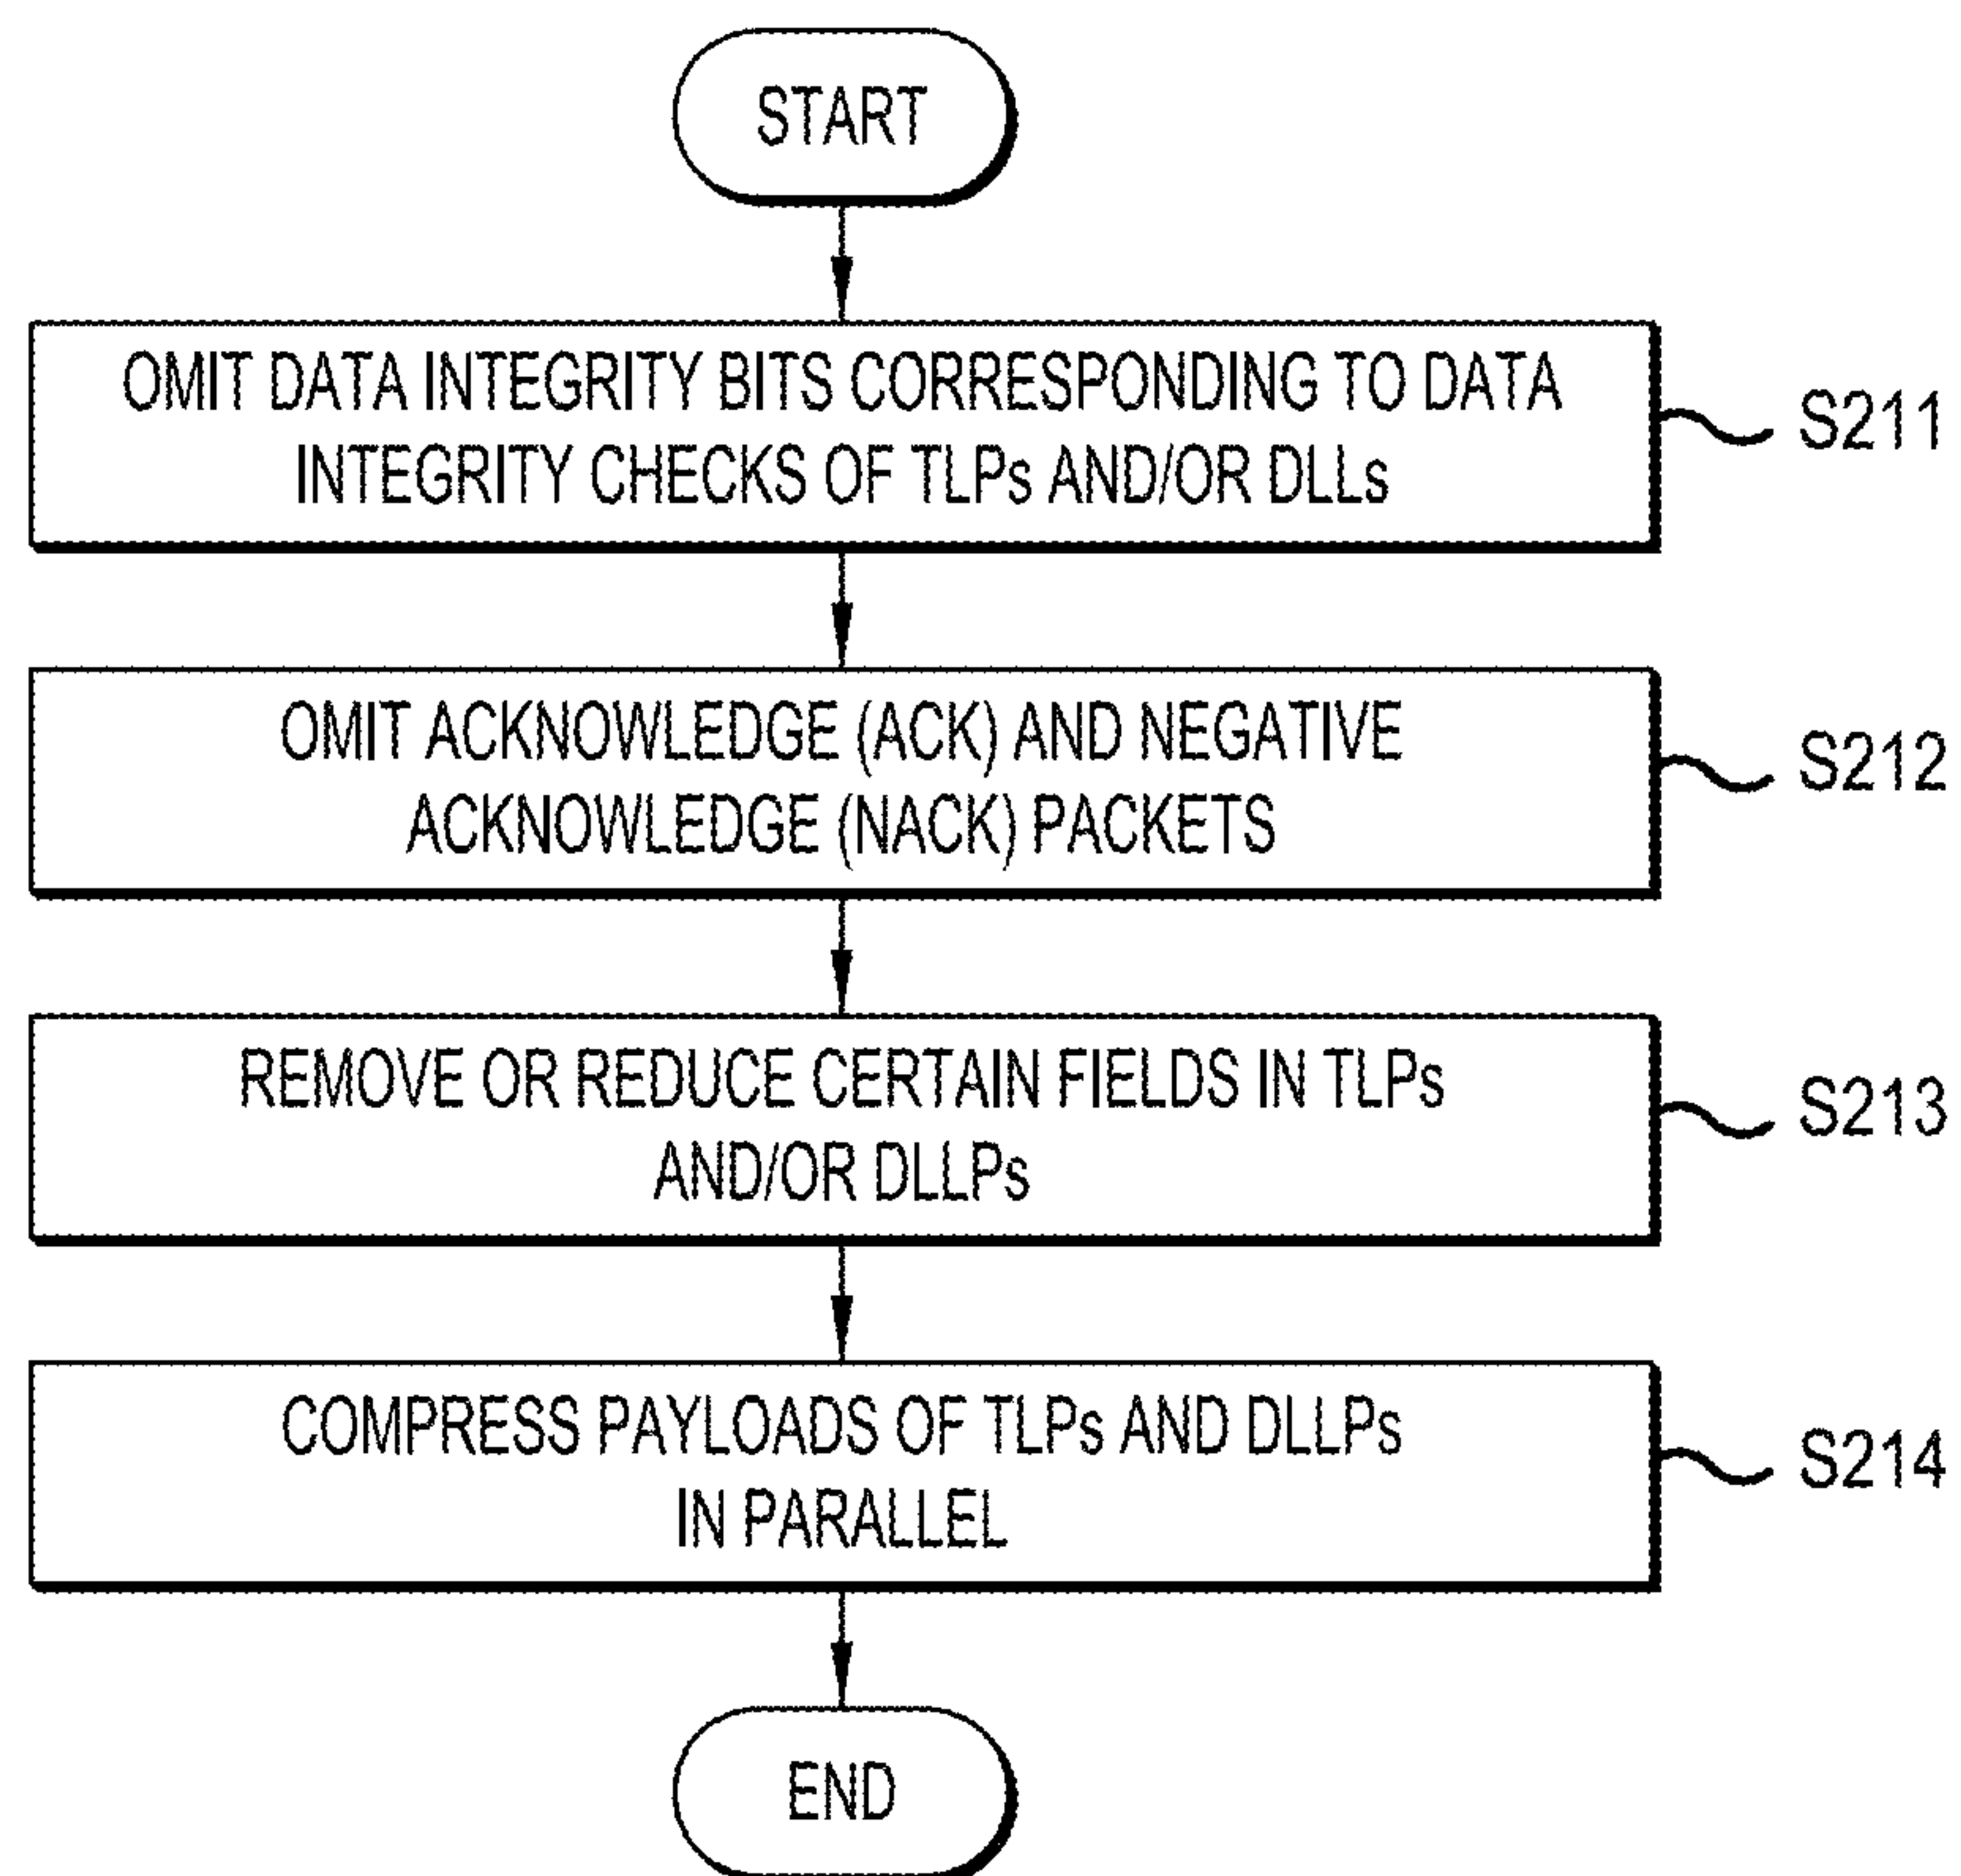 START
OMIT DATA INTEGRITY BITS CORRESPONDING TO DATA
INTEGRITY CHECKS OF TLPs AND/OR DLLs
S211
OMIT ACKNOWLEDGE (ACK) AND NEGATIVE
ACKNOWLEDGE (NACK) PACKETS
S212
REMOVE OR REDUCE CERTAIN FIELDS IN TLPs
AND/OR DLLPs
S213
COMPRESS PAYLOADS OF TLPs AND DLLPs
IN PARALLEL
S214
END